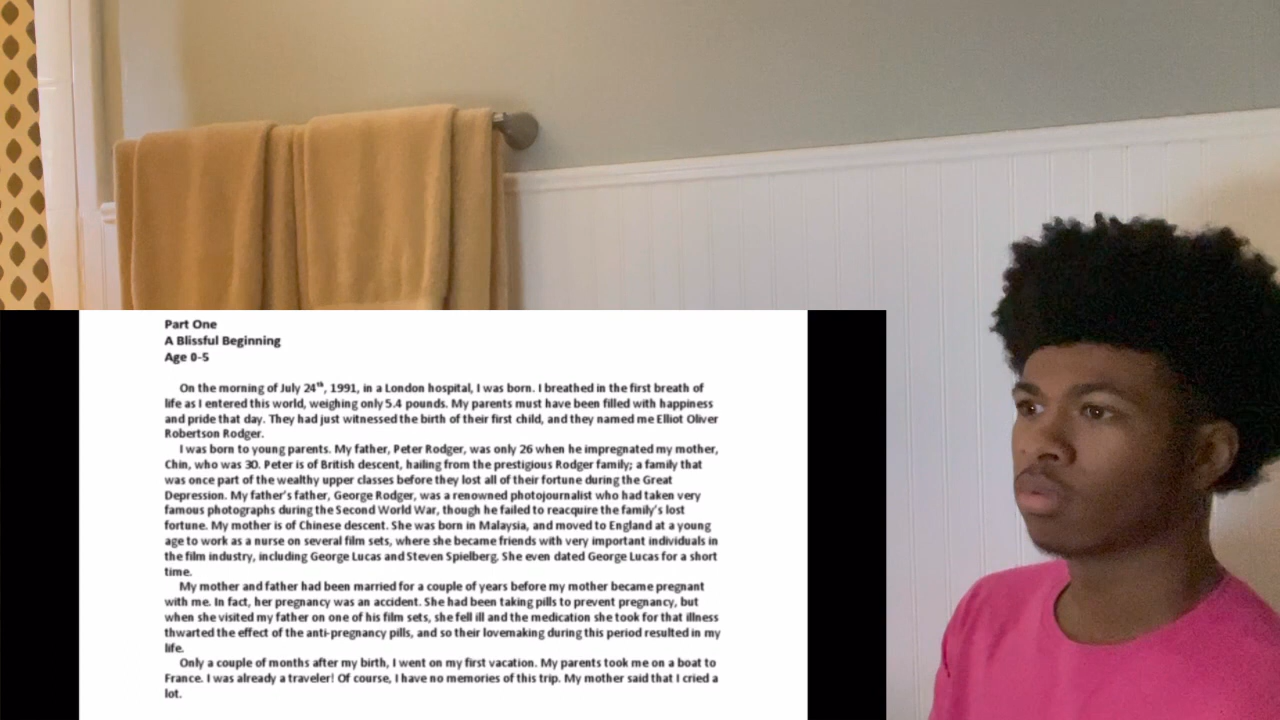 Part One
A Blissful Beginning
Age 0-5
On the morning of July 24th, 1991, in a London hospital, I was born. I breathed in the first breath of
life as I entered this world, weighing only 5.4 pounds. My parents must have been filled with happiness
and pride that day. They had just witnessed the birth of their first child, and they named me Elliot Oliver
Robertson Rodger.
I was born to young parents. My father, Peter Rodger, was only 26 when he impregnated my mother,
Chin, who was 30. Peter is of British descent, hailing from the prestigious Rodger family; a family that
was once part of the wealthy upper classes before they lost all of their fortune during the Great
Depression. My father's father, George Rodger, was a renowned photojournalist who had taken very
famous photographs during the Second World War, though he failed to reacquire the family's lost
fortune. My mother is of Chinese descent. She was born in Malaysia, and moved to England at a young
age to work as a nurse on several film sets, where she became friends with very important individuals in
the film industry, including George Lucas and Steven Spielberg. She even dated George Lucas for a short
time.
My mother and father had been married for a couple of years before my mother became pregnant
with me. In fact, her pregnancy was an accident. She had been taking pills to prevent pregnancy, but
when she visited my father on one of his film sets, she fell ill and the medication she took for that illness
thwarted the effect of the anti-pregnancy pills, and so their lovemaking during this period resulted in my
life.
Only a couple of months after my birth, I went on my first vacation. My parents took me on a boat to
France. I was already a traveler! Of course, I have no memories of this trip. My mother said that I cried a
lot.